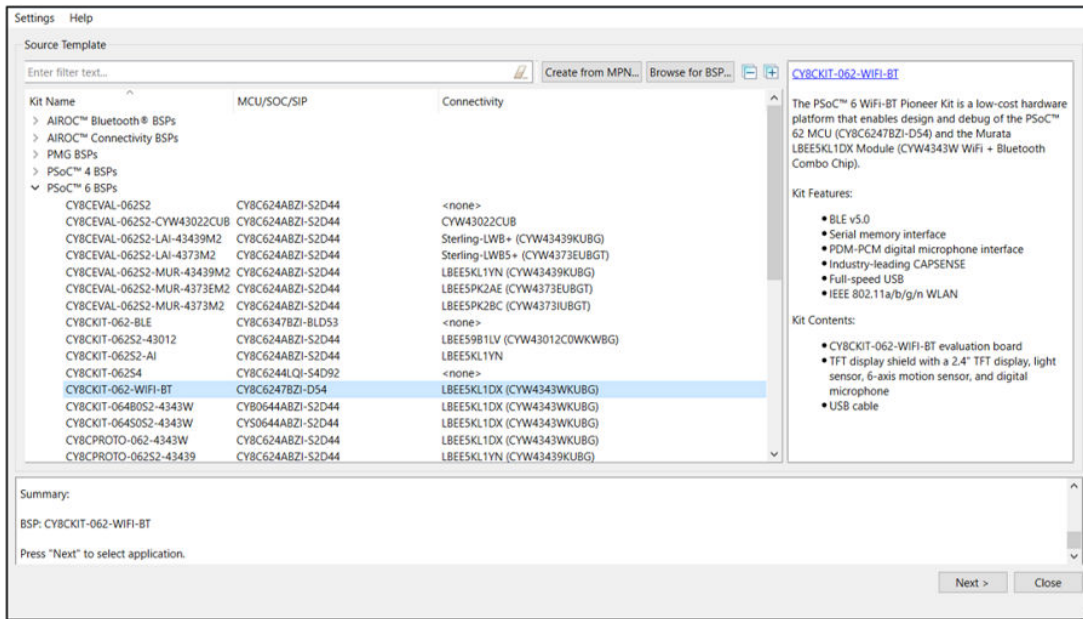 Settings Help
Source Template
Enter filter text...
Create from MPN...
Browse for BSP...
Kit Name MCU/SOC/SIP Connectivity
AIROC™ Bluetooth® BSPs
AIROC™ Connectivity BSPs
PMG BSPs
PSoC™ 4 BSPs
PSoC™ 6 BSPs
CY8CEVAL-062S2 CY8C624ABZI-S2D44 <none>
CY8CEVAL-062S2-CYW43022CUB CY8C624ABZI-S2D44 CYW43022CUB
CY8CEVAL-062S2-LAI-43439M2 CY8C624ABZI-S2D44 Sterling-LWB+ (CYW43439KUBG)
CY8CEVAL-062S2-LAI-4373M2 CY8C624ABZI-S2D44 Sterling-LWB5+ (CYW4373EUBGT)
CY8CEVAL-062S2-MUR-43439M2 CY8C624ABZI-S2D44 LBEE5KL1YN (CYW43439KUBG)
CY8CEVAL-062S2-MUR-4373EM2 CY8C624ABZI-S2D44 LBEE5PK2AE (CYW4373EUBGT)
CY8CEVAL-062S2-MUR-4373M2 CY8C624ABZI-S2D44 LBEE5PK2BC (CYW4373IUBGT)
CY8CKIT-062-BLE CY8C6347BZI-BLD53 <none>
CY8CKIT-062S2-43012 CY8C624ABZI-S2D44 LBEE59B1LV (CYW43012C0WKWBG)
CY8CKIT-062S2-AI CY8C624ABZI-S2D44 LBEE5KL1YN
CY8CKIT-062S4 CY8C6244LQI-S4D92 <none>
CY8CKIT-062-WIFI-BT CY8C6247BZI-D54 LBEE5KL1DX (CYW4343WKUBG)
CY8CKIT-064B0S2-4343W CYB0644ABZI-S2D44 LBEE5KL1DX (CYW4343WKUBG)
CY8CKIT-064S0S2-4343W CYS0644ABZI-S2D44 LBEE5KL1DX (CYW4343WKUBG)
CY8CPROTO-062-4343W CY8C624ABZI-S2D44 LBEE5KL1DX (CYW4343WKUBG)
CY8CPROTO-062S2-43439 CY8C624ABZI-S2D44 LBEE5KL1YN (CYW43439KUBG)
CY8CKIT-062-WIFI-BT
The PSoC™ 6 WiFi-BT Pioneer Kit is a low-cost hardware
platform that enables design and debug of the PSoC™
62 MCU (CY8C6247BZI-D54) and the Murata
LBEE5KL1DX Module (CYW4343W WiFi + Bluetooth
Combo Chip).
Kit Features:
● BLE v5.0
● Serial memory interface
● PDM-PCM digital microphone interface
● Industry-leading CAPSENSE
● Full-speed USB
● IEEE 802.11a/b/g/n WLAN
Kit Contents:
● CY8CKIT-062-WIFI-BT evaluation board
● TFT display shield with a 2.4" TFT display, light
sensor, 6-axis motion sensor, and digital
microphone
● USB cable
Summary:
BSP: CY8CKIT-062-WIFI-BT
Press "Next" to select application.
Next > Close